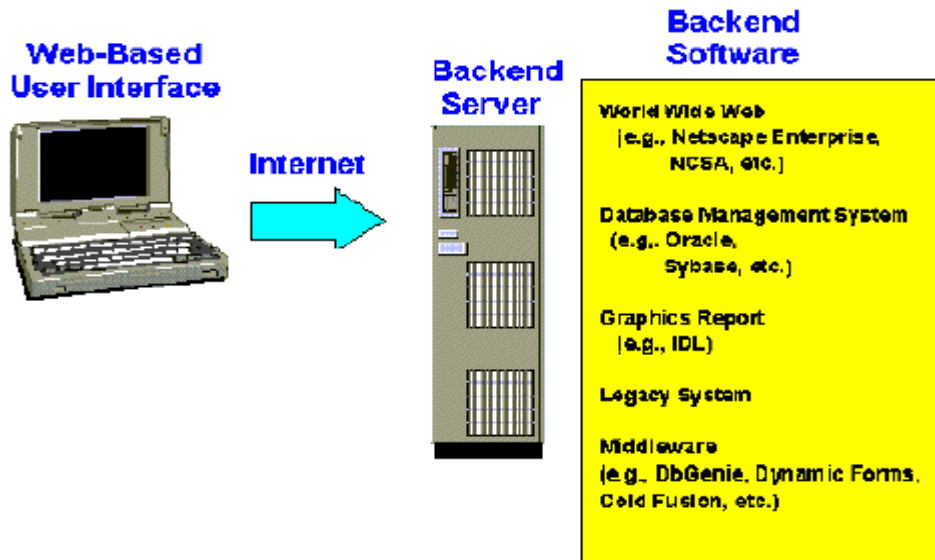 Web-Based
User Interface
Internet
Backend
Server
Backend
Software
World Wide Web
(e.g., Netscape Enterprise,
NCSA, etc.)
Database Management System
(e.g,. Oracle,
Sybase, etc.)
Graphics Report
(e.g., IDL)
Legacy System
Middleware
(e.g., DbGenie, Dynamic Forms,
Cold Fusion, etc.)